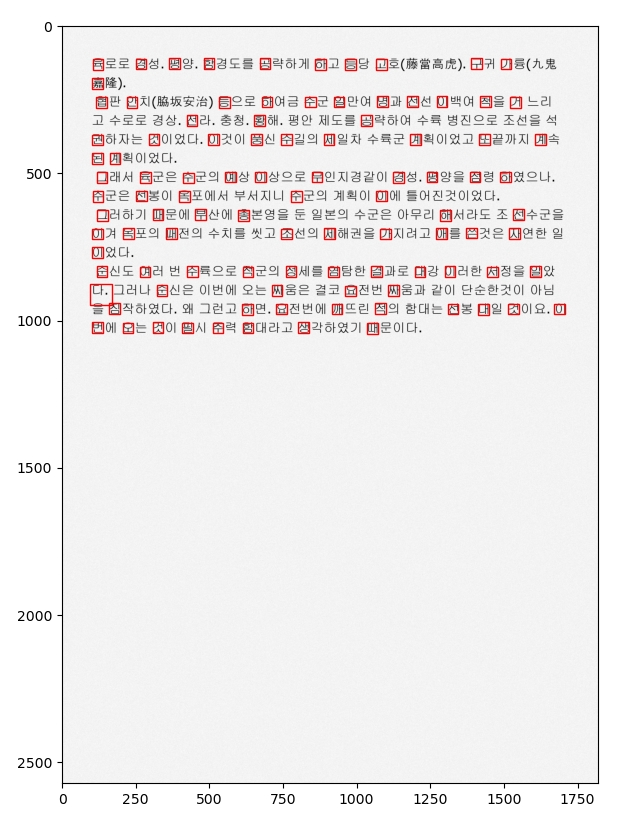 육로로 경성. 평양. 함경도를 공략하게 하고 등당 고호(藤當高虎). 구귀 가륭(九鬼
嘉隆).
협판 안치(脇坂安治) 등으로 하여금 수군 일만여 명과 전선 이백여 척을 거 느리
고 수로로 경상. 전라. 충청. 황해. 평안 제도를 공략하여 수륙 병진으로 조선을 석
권하자는 것이었다. 이것이 풍신 수길의 제일차 수륙군 계획이었고 또끝까지 계속
된 계획이었다.
그래서 육군은 수군의 예상 이상으로 무인지경같이 경성. 평양을 점령 하였으나.
수군은 전봉이 옥포에서 부서지니 수군의 계획이 이에 틀어진것이었다.
그러하기 때문에 부산에 총본영을 둔 일본의 수군은 아무리 해서라도 조 선수군을
이겨 옥포의 패전의 수치를 씻고 조선의 제해권을 가지려고 애를 쓴것은 자연한 일
이었다.
순신도 여러 번 수륙으로 적군의 정세를 염탐한 결과로 대강 이러한 사정을 알았
다. 그러나 순신은 이번에 오는 싸움은 결코 요전번 싸움과 같이 단순한것이 아님
을 짐작하였다. 왜 그런고 하면. 요전번에 깨뜨린 적의 함대는 전봉 대일 것이요. 이
번에 오는 것이 필시 주력 함대라고 생각하였기 때문이다.
0
500
1000
1500
2000
2500
0 250 500 750 1000 1250 1500 1750